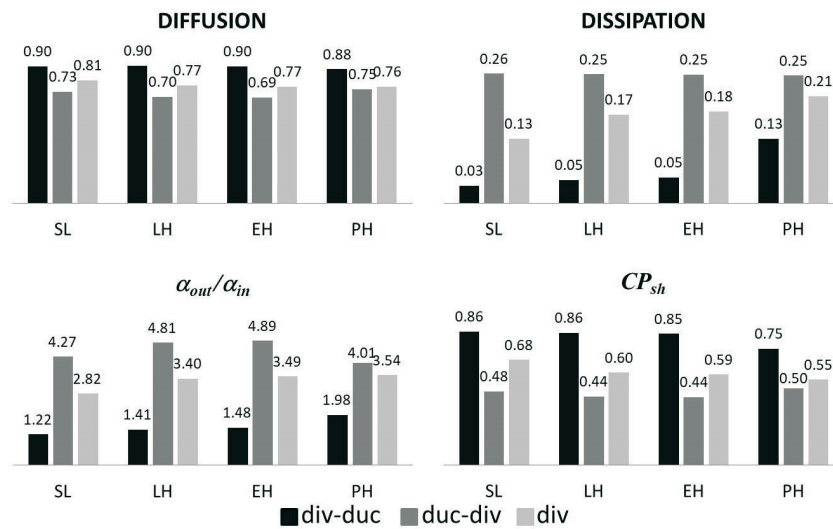 DIFFUSION
0.90 0.73 0.81 0.90 0.70 0.77 0.90 0.69 0.77 0.88 0.75 0.76
SL LH EH PH
DISSIPATION
0.03 0.26 0.13 0.05 0.25 0.17 0.05 0.25 0.18 0.13 0.25 0.21
SL LH EH PH
αout/αin
1.22 4.27 2.82 1.41 4.81 3.40 1.48 4.89 3.49 1.98 4.01 3.54
SL LH EH PH
CPsh
0.86 0.48 0.68 0.86 0.44 0.60 0.85 0.44 0.59 0.75 0.50 0.55
SL LH EH PH
div-duc duc-div div